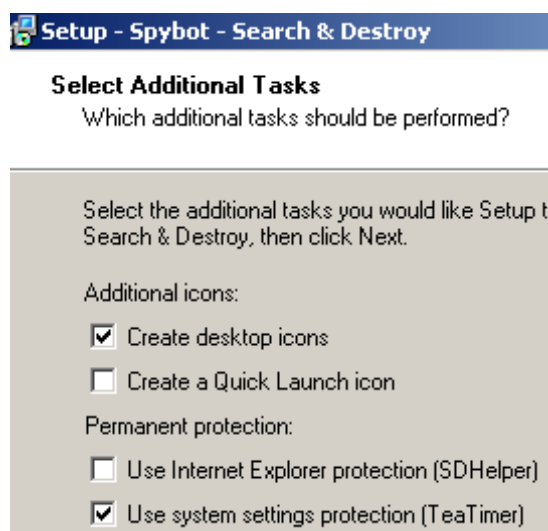 Setup - Spybot - Search & Destroy
Select Additional Tasks
Which additional tasks should be performed?
Select the additional tasks you would like Setup t
Search & Destroy, then click Next.
Additional icons:
Create desktop icons
Create a Quick Launch icon
Permanent protection:
Use Internet Explorer protection (SDHelper)
Use system settings protection (TeaTimer)